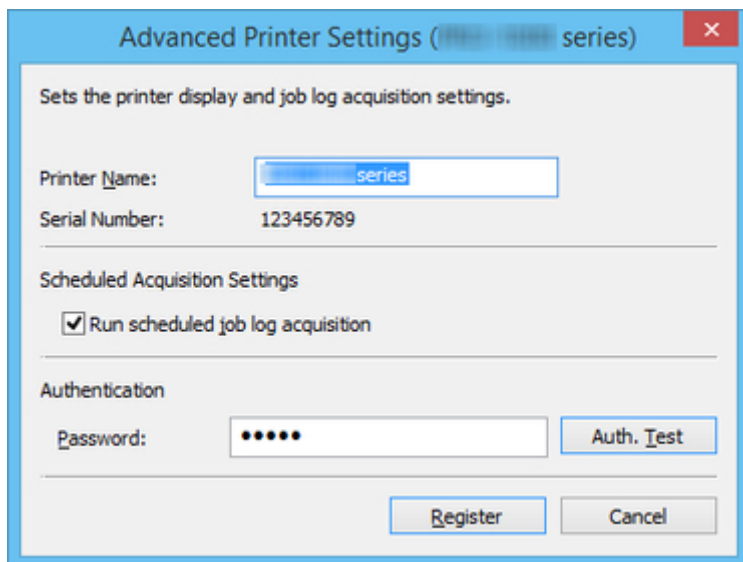 Advanced Printer Settings ( series)
Sets the printer display and job log acquisition settings.
Printer Name: series
Serial Number: 123456789
Scheduled Acquisition Settings
Run scheduled job log acquisition
Authentication
Password: ••••• Auth. Test
Register Cancel